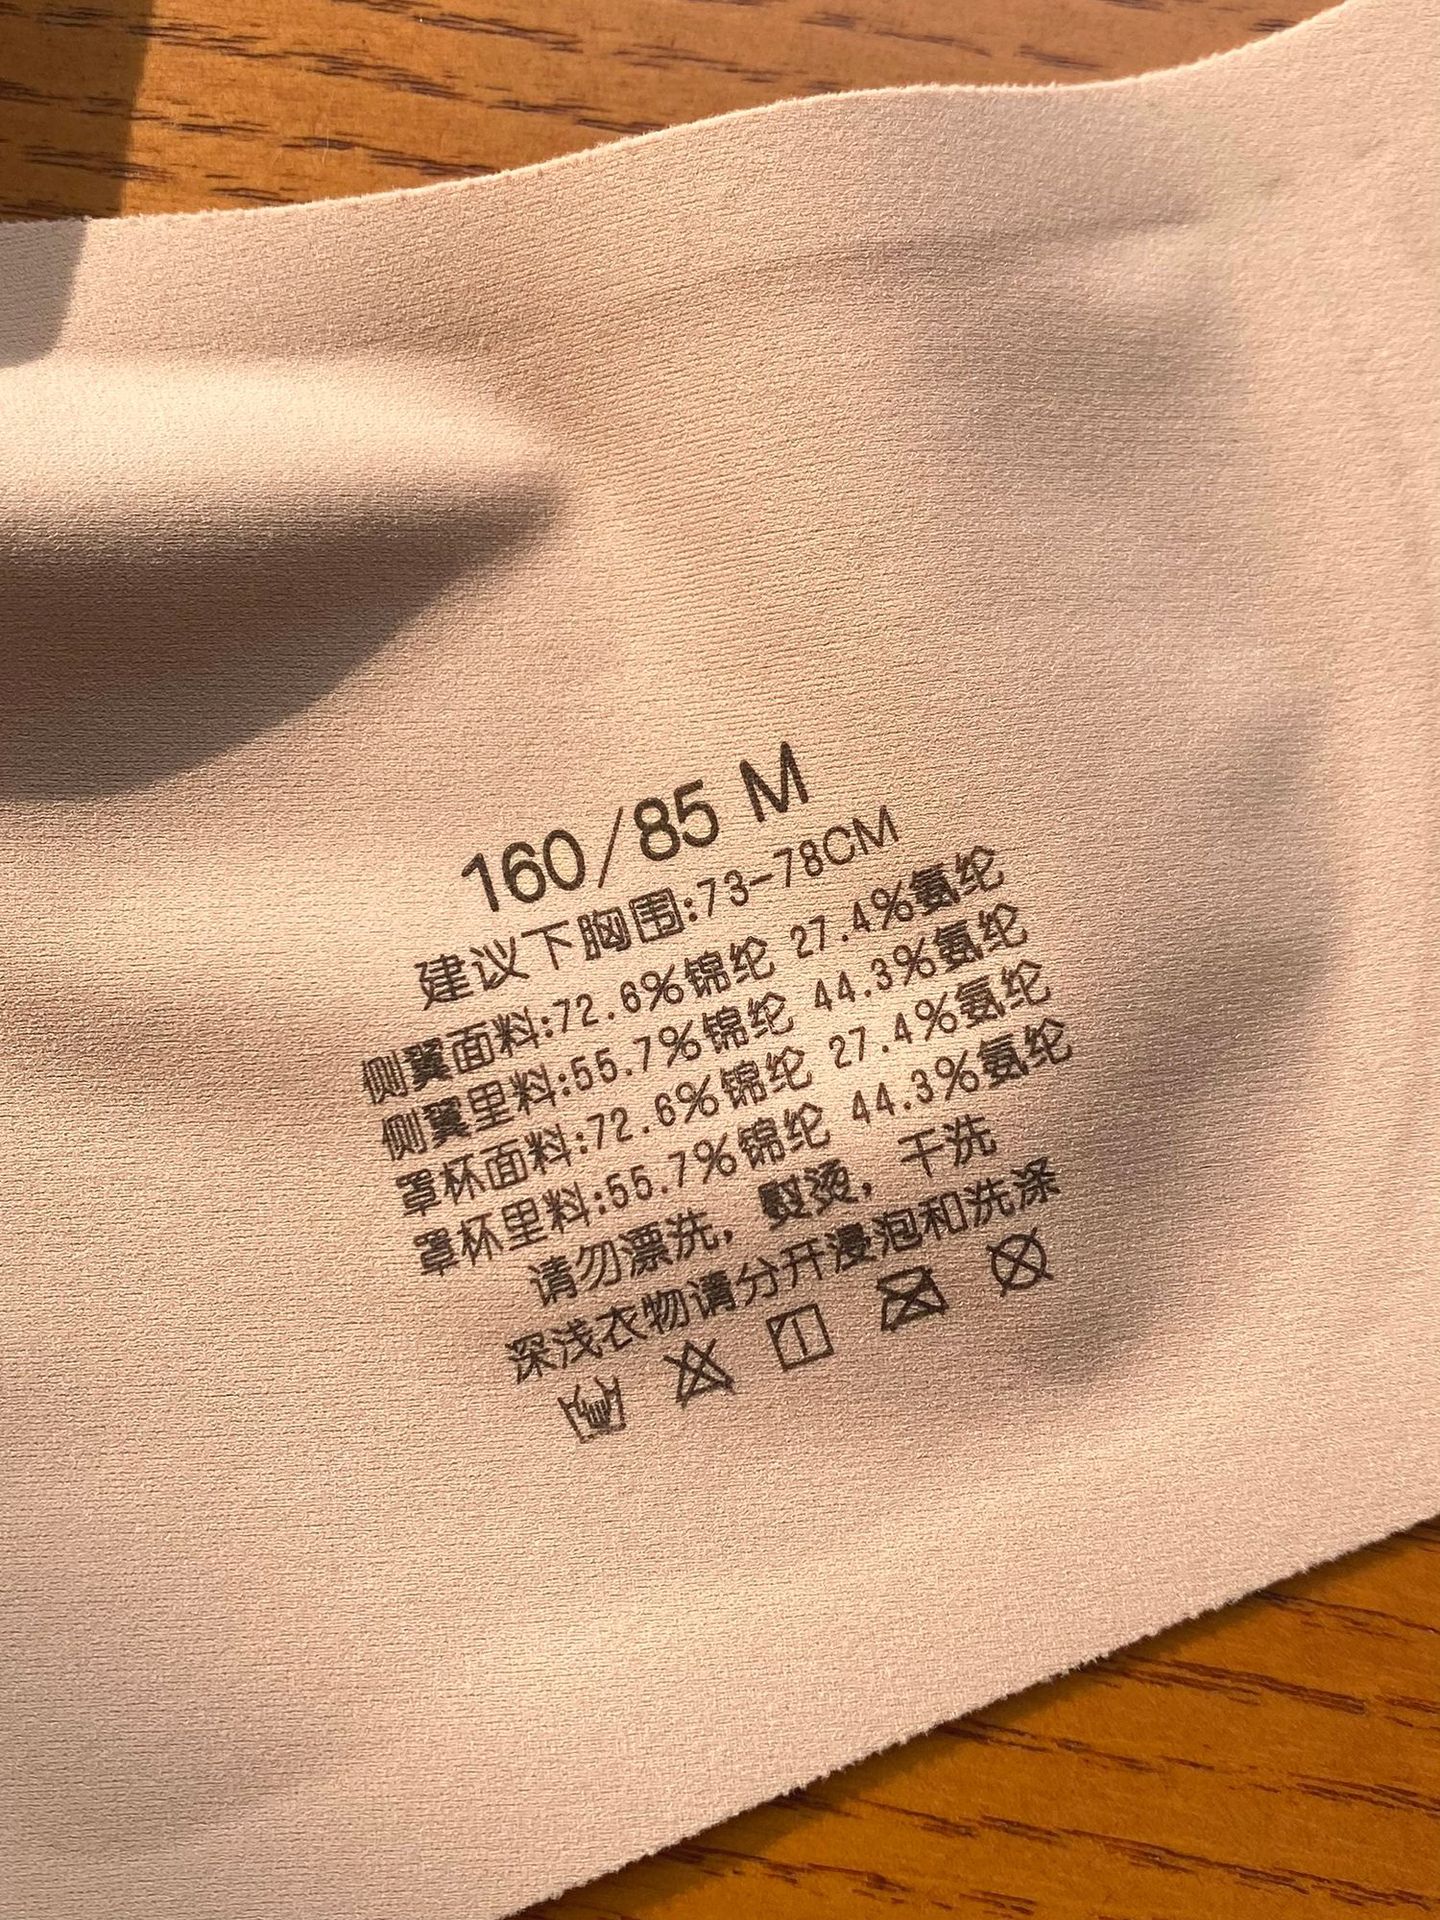 160/85 M
建议下胸围:73-78CM
侧翼面料:72.6%锦纶 27.4%氨纶
侧翼里料:55.7%锦纶 44.3%氨纶
罩杯面料:72.6%锦纶 27.4%氨纶
罩杯里料:55.7%锦纶 44.3%氨纶
请勿漂洗，熨烫，干洗
深浅衣物请分开浸泡和洗涤